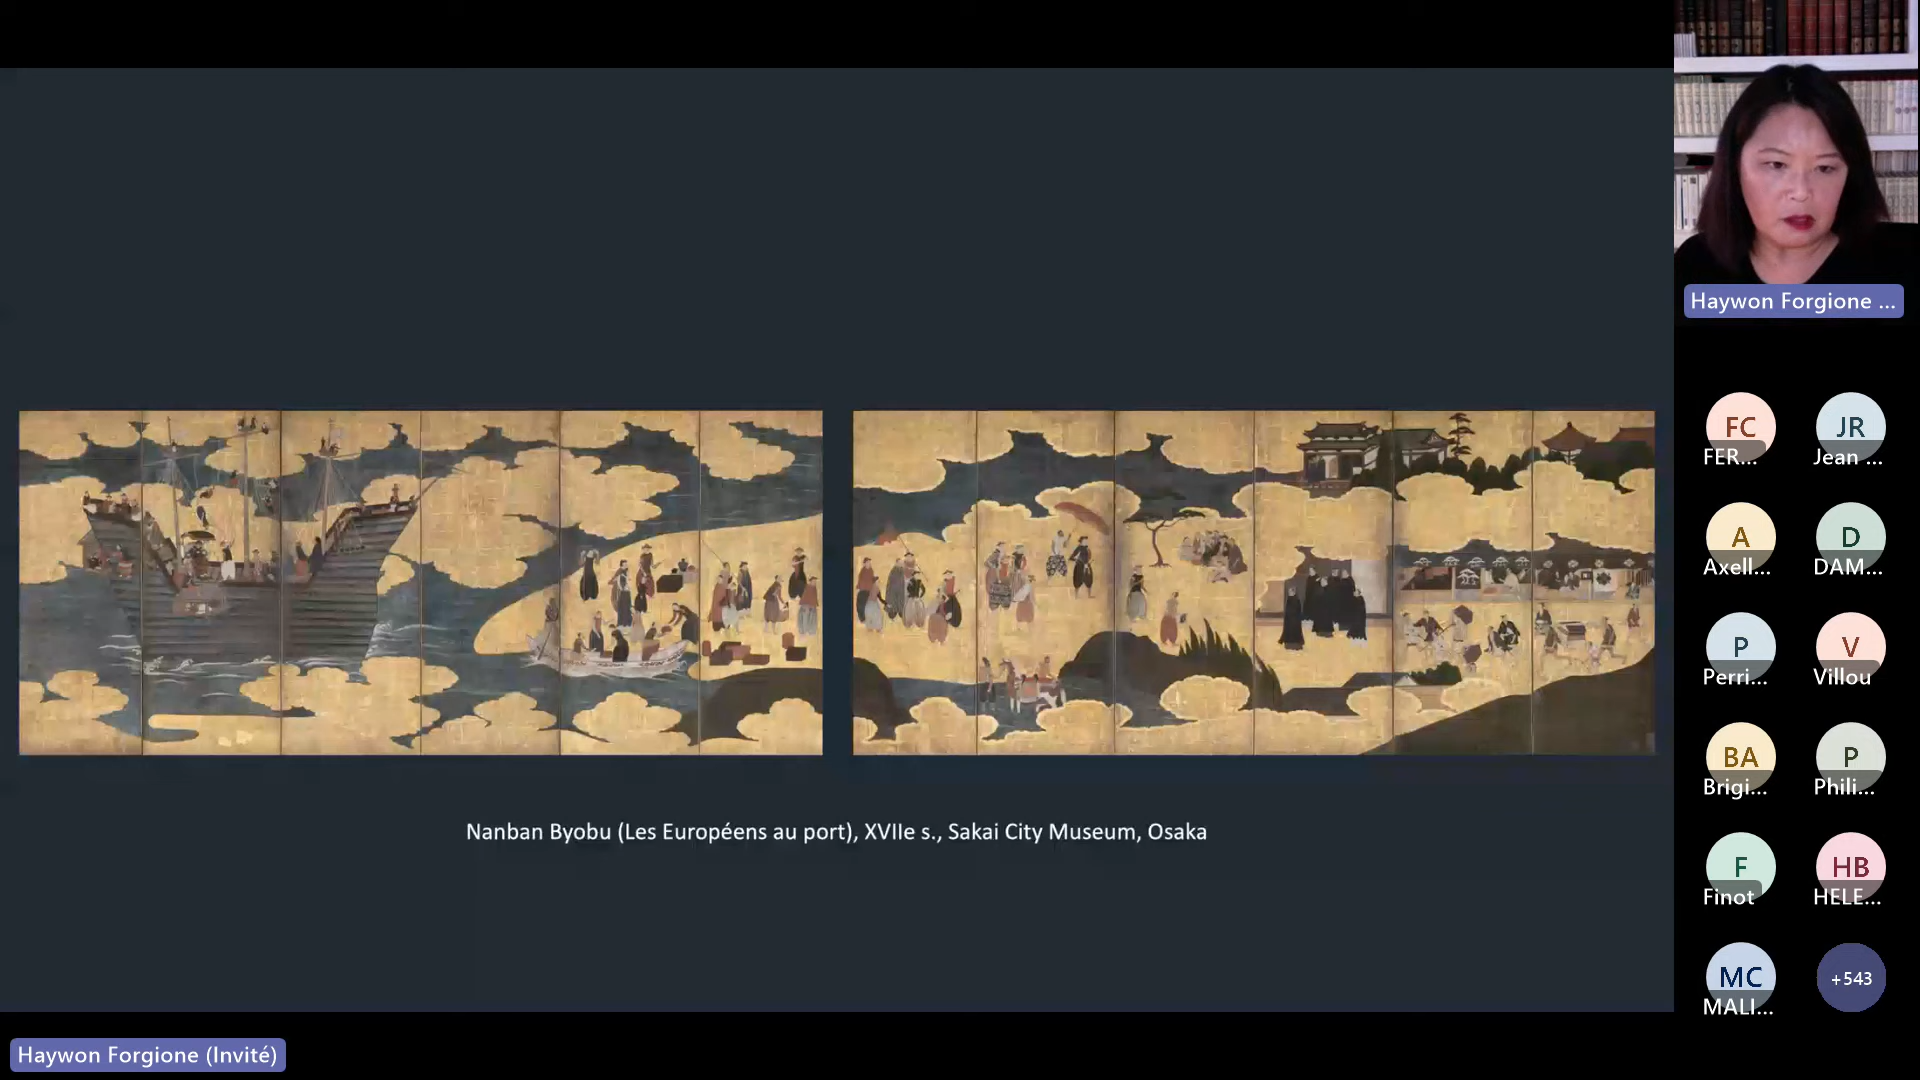 Nanban Byobu (Les Européens au port), XVIIe s., Sakai City Museum, Osaka
Haywon Forgione ...
FC
FER...
JR
Jean ...
A
Axell...
D
DAM...
P
Perri...
V
Villou
BA
Brigi...
P
Phili...
F
Finot
HB
HELE...
MC
MALI...
+543
Haywon Forgione (Invité)